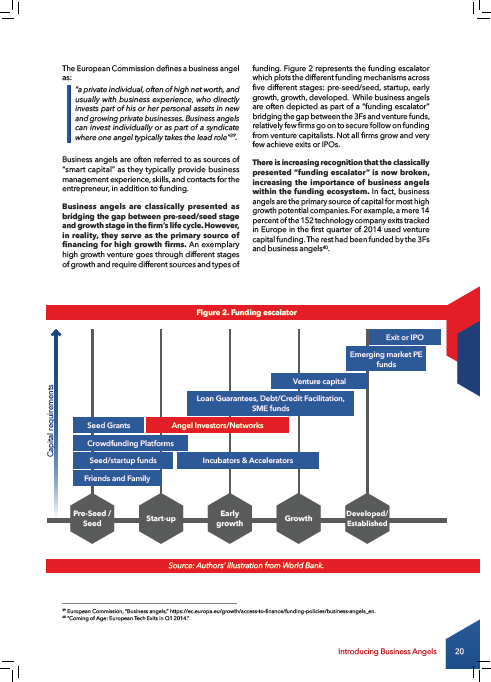 The European Commission defines a business angel
as:
"a private individual, often of high net worth, and
usually with business experience, who directly
invests part of his or her personal assets in new
and growing private businesses. Business angels
can invest individually or as part of a syndicate
where one angel typically takes the lead role"³⁹.
Business angels are often referred to as sources of
"smart capital" as they typically provide business
management experience, skills, and contacts for the
entrepreneur, in addition to funding.
Business angels are classically presented as
bridging the gap between pre-seed/seed stage
and growth stage in the firm's life cycle. However,
in reality, they serve as the primary source of
financing for high growth firms. An exemplary
high growth venture goes through different stages
of growth and require different sources and types of
funding. Figure 2 represents the funding escalator
which plots the different funding mechanisms across
five different stages: pre-seed/seed, startup, early
growth, growth, developed. While business angels
are often depicted as part of a "funding escalator"
bridging the gap between the 3Fs and venture funds,
relatively few firms go on to secure follow on funding
from venture capitalists. Not all firms grow and very
few achieve exits or IPOs.
There is increasing recognition that the classically
presented "funding escalator" is now broken,
increasing the importance of business angels
within the funding ecosystem. In fact, business
angels are the primary source of capital for most high
growth potential companies. For example, a mere 14
percent of the 152 technology company exits tracked
in Europe in the first quarter of 2014 used venture
capital funding. The rest had been funded by the 3Fs
and business angels⁴⁰.
Figure 2. Funding escalator
Capital requirements
Exit or IPO
Emerging market PE
funds
Venture capital
Loan Guarantees, Debt/Credit Facilitation,
SME funds
Seed Grants
Angel Investors/Networks
Crowdfunding Platforms
Seed/startup funds
Incubators & Accelerators
Friends and Family
Pre-Seed /
Seed
Start-up
Early
growth
Growth
Developed/
Established
Source: Authors' Illustration from World Bank.
³⁹ European Commission, "Business angels," https://ec.europa.eu/growth/access-to-finance/funding-policies/business-angels_en.
⁴⁰ "Coming of Age: European Tech Exits in Q1 2014."
Introducing Business Angels
20